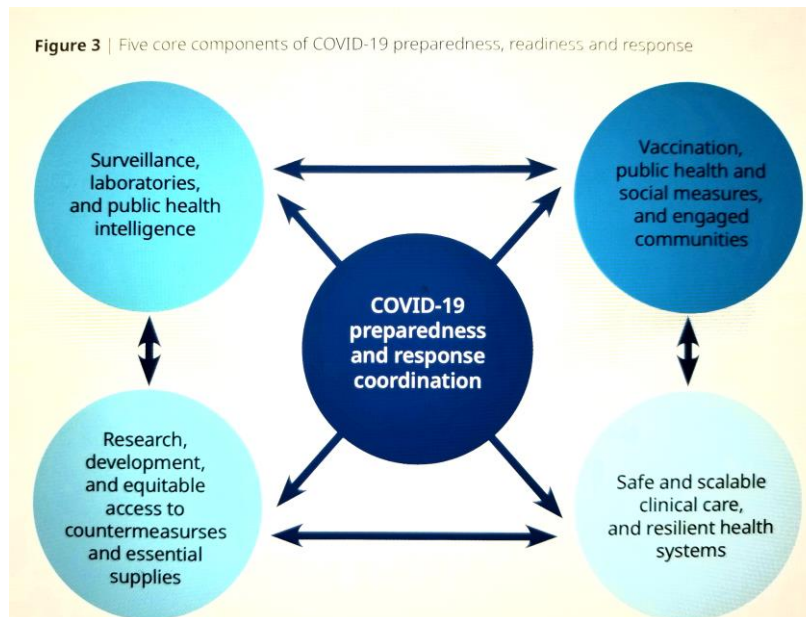 Figure 3 | Five core components of COVID-19 preparedness, readiness and response
Surveillance,
laboratories,
and public health
intelligence
Vaccination,
public health and
social measures,
and engaged
communities
COVID-19
preparedness
and response
coordination
Research,
development,
and equitable
access to
countermeasurses
and essential
supplies
Safe and scalable
clinical care,
and resilient health
systems